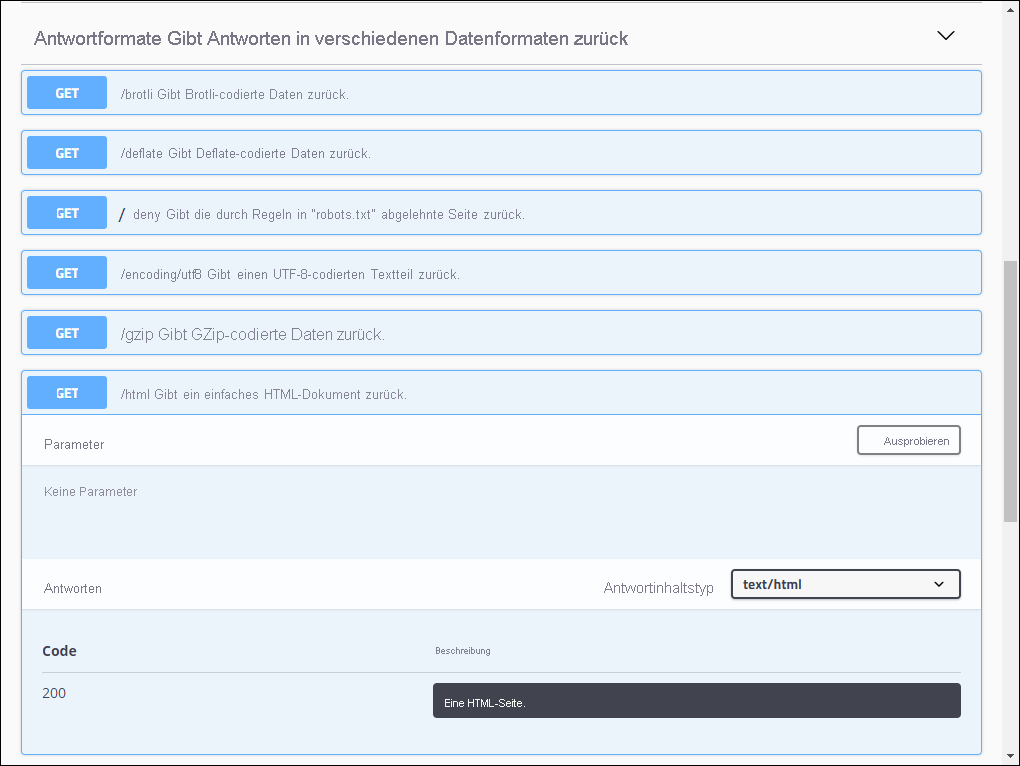 Antwortformate Gibt Antworten in verschiedenen Datenformaten zurück
GET /brotli Gibt Brotli-codierte Daten zurück.
GET /deflate Gibt Deflate-codierte Daten zurück.
GET / deny Gibt die durch Regeln in "robots.txt" abgelehnte Seite zurück.
GET /encoding/utf8 Gibt einen UTF-8-codierten Textteil zurück.
GET /gzip Gibt GZip-codierte Daten zurück.
GET /html Gibt ein einfaches HTML-Dokument zurück.
Parameter Ausprobieren
Keine Parameter
Antworten Antwortinhaltstyp text/html
Code Beschreibung
200 Eine HTML-Seite.